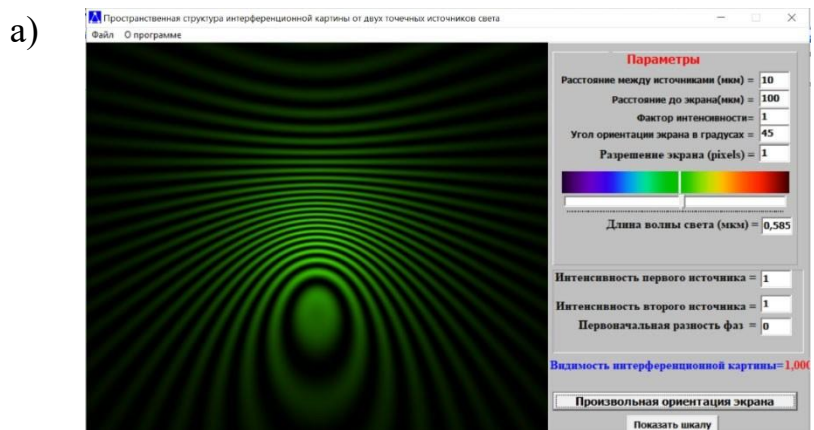 а)
Пространственная структура интерференционной картины от двух точечных источников света
Файл О программе
Параметры
Расстояние между источниками (мкм) = 10
Расстояние до экрана(мкм) = 100
Фактор интенсивности= 1
Угол ориентации экрана в градусах = 45
Разрешение экрана (pixels) = 1
Длина волны света (мкм) = 0,585
Интенсивность первого источника = 1
Интенсивность второго источника = 1
Первоначальная разность фаз = 0
Видимость интерференционной картины=1,000
Произвольная ориентация экрана
Показать шкалу